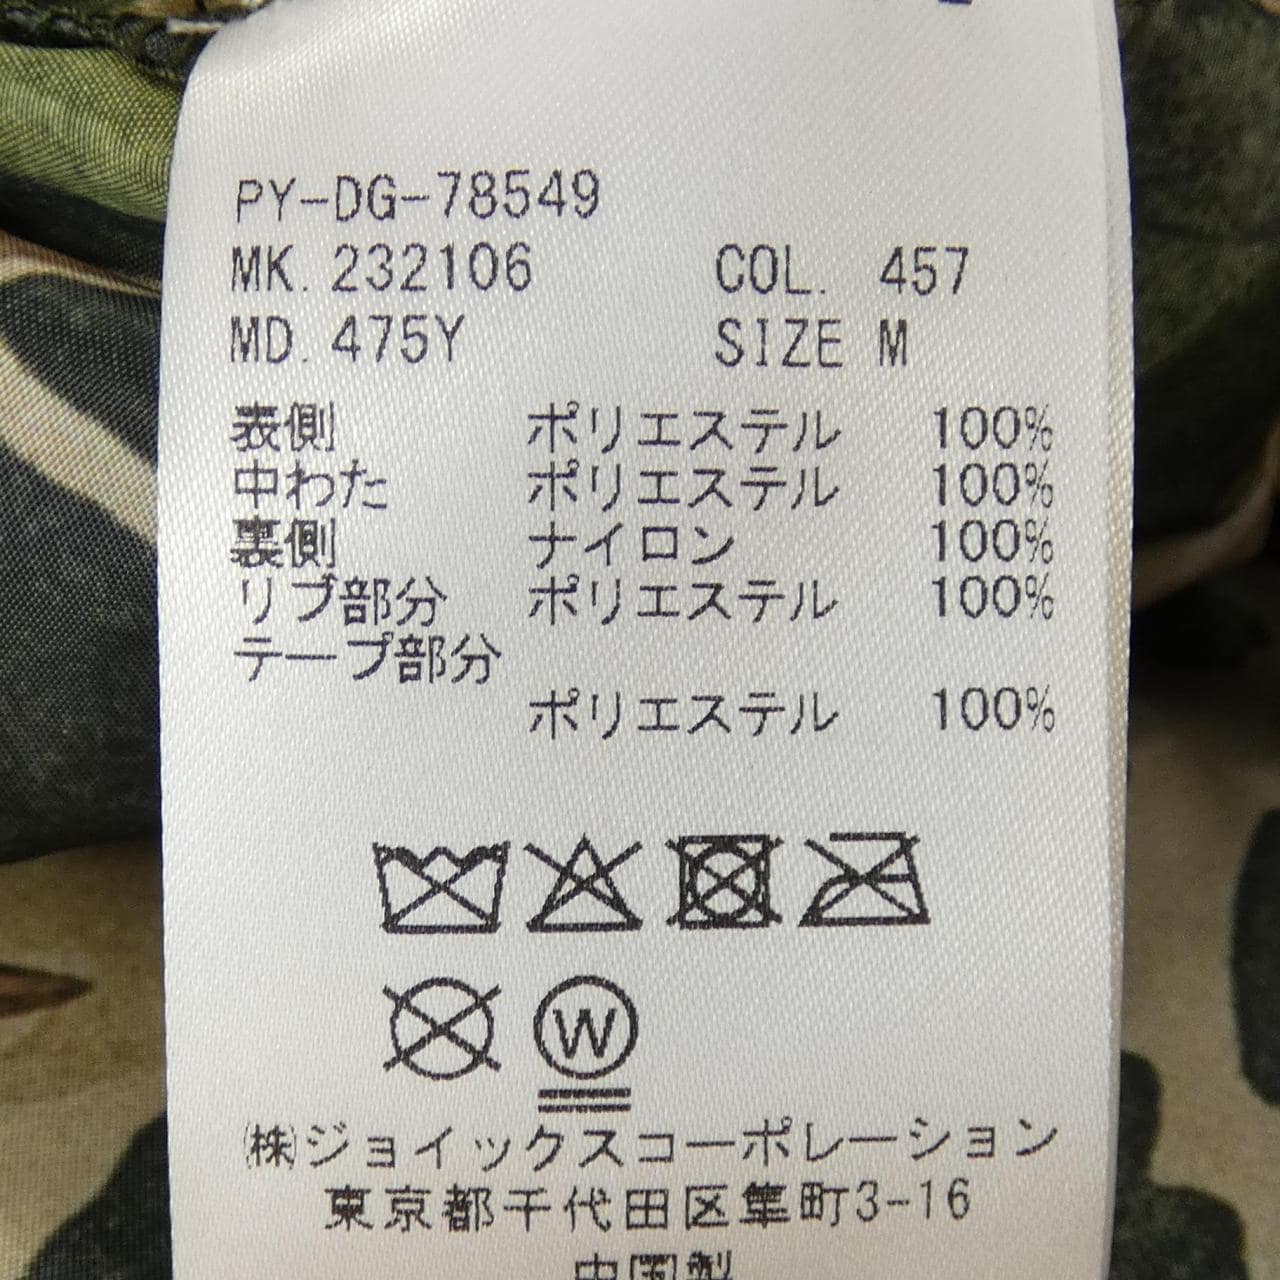 PY-DG-78549
MK. 232106 COL. 457
MD. 475Y SIZE M
表側 ポリエステル 100%
中わた ポリエステル 100%
裏側 ナイロン 100%
リブ部分 ポリエステル 100%
テープ部分
ポリエステル 100%
W
㈱ジョイックスコーポレーション
東京都千代田区隼町3-16
中国製